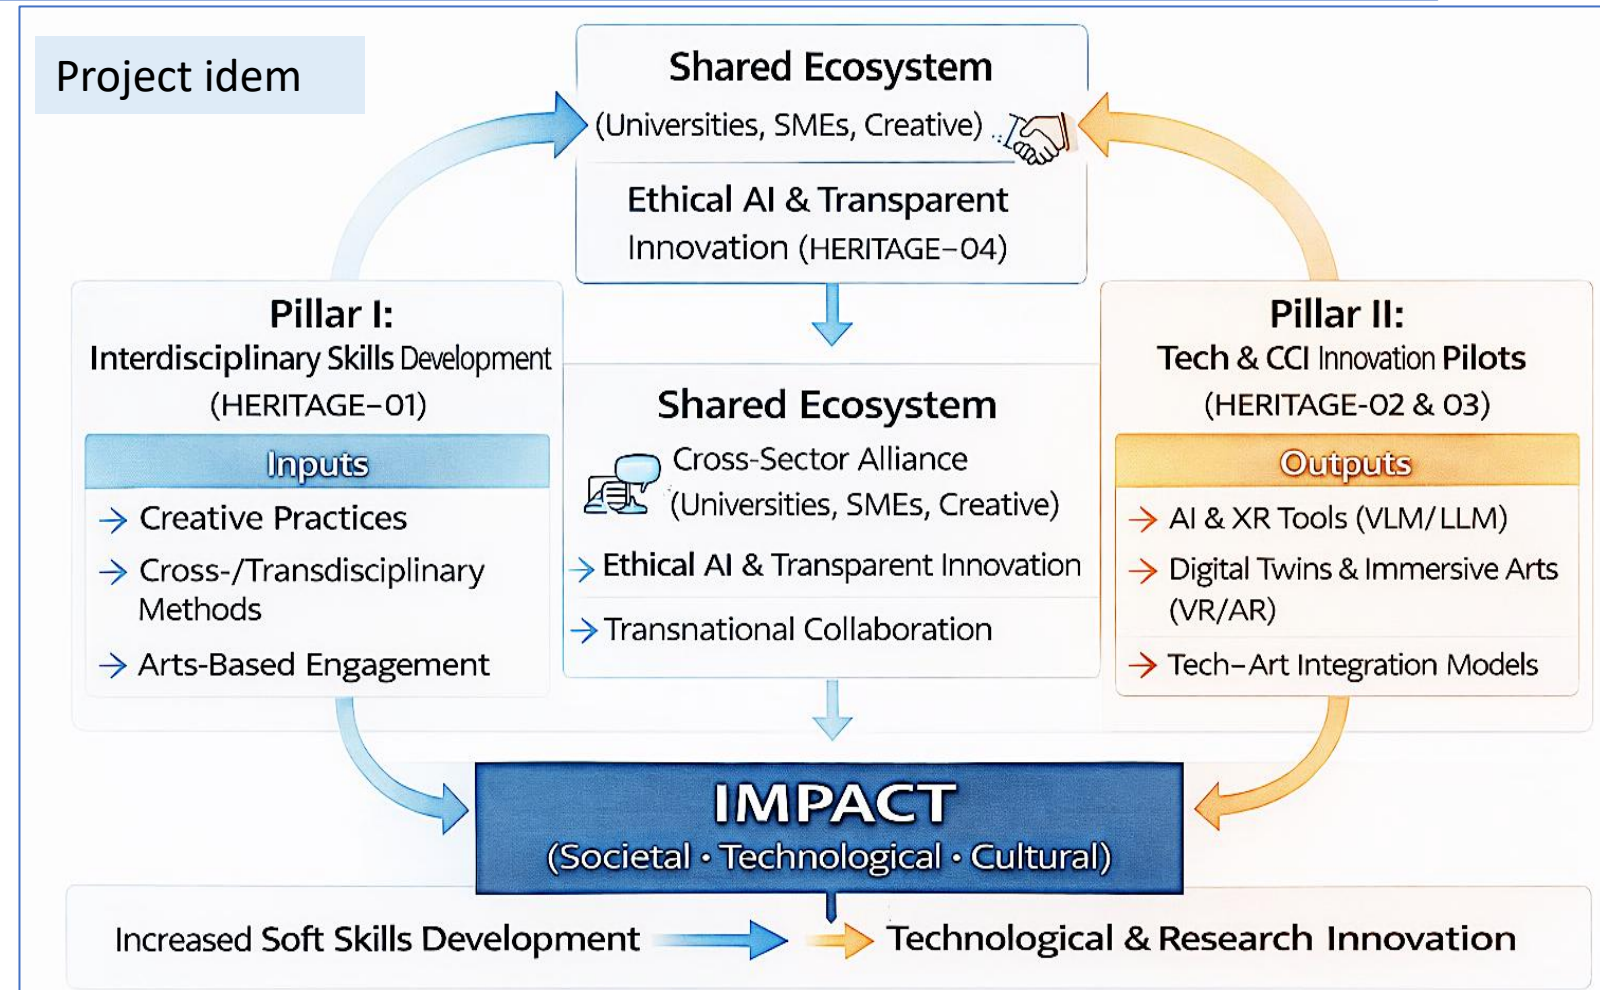 Project idem
Shared Ecosystem
(Universities, SMEs, Creative)
Ethical AI & Transparent
Innovation (HERITAGE–04)
Pillar I:
Interdisciplinary Skills Development
(HERITAGE–01)
Inputs
→ Creative Practices
→ Cross-/Transdisciplinary
Methods
→ Arts-Based Engagement
Shared Ecosystem
Cross-Sector Alliance
(Universities, SMEs, Creative)
→ Ethical AI & Transparent Innovation
→ Transnational Collaboration
Pillar II:
Tech & CCI Innovation Pilots
(HERITAGE-02 & 03)
Outputs
→ AI & XR Tools (VLM/LLM)
→ Digital Twins & Immersive Arts
(VR/AR)
→ Tech–Art Integration Models
IMPACT
(Societal · Technological · Cultural)
Increased Soft Skills Development
Technological & Research Innovation